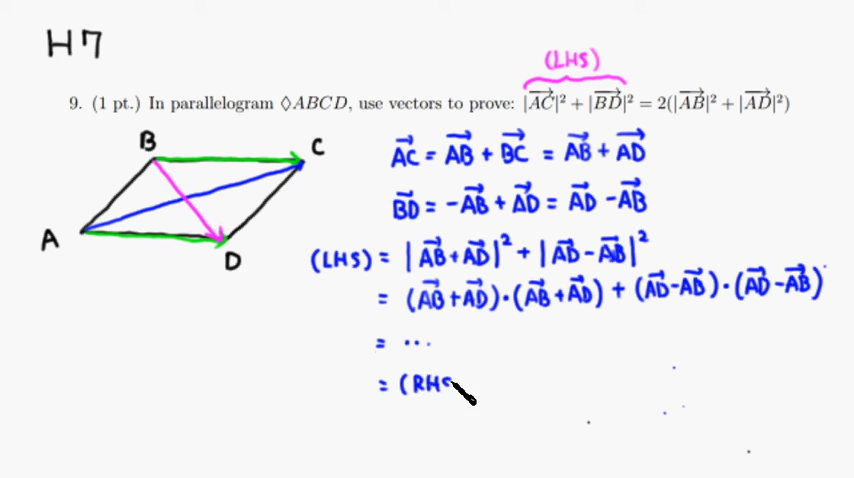 H7
(LHS)
9. (1 pt.) In parallelogram ◊ABCD, use vectors to prove: |AC⃗|² + |BD⃗|² = 2(|AB⃗|² + |AD⃗|²)
B
C
A
D
AC⃗ = AB⃗ + BC⃗ = AB⃗ + AD⃗
BD⃗ = -AB⃗ + AD⃗ = AD⃗ - AB⃗
(LHS) = |AB⃗ + AD⃗|² + |AD⃗ - AB⃗|²
= (AB⃗ + AD⃗)·(AB⃗ + AD⃗) + (AD⃗ - AB⃗)·(AD⃗ - AB⃗)
= ...
= (RHS